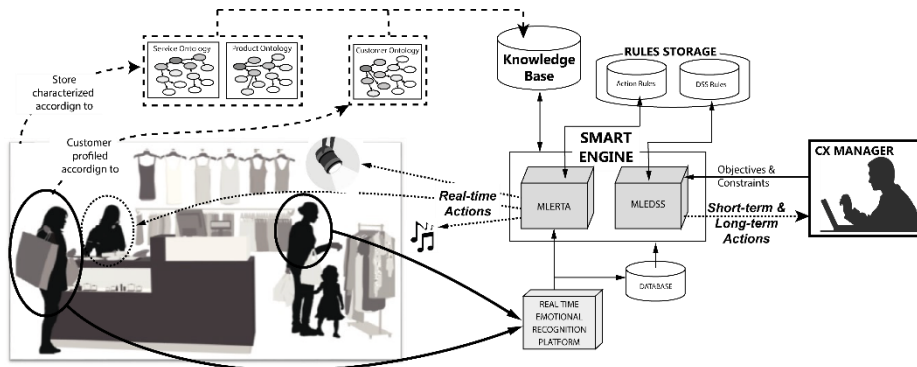 Service Ontology
Product Ontology
Customer Ontology
Knowledge
Base
RULES STORAGE
Action Rules
DSS Rules
Store
characterized
accordign to
Customer
profiled
accordign to
SMART
ENGINE
MLERTA
MLEDSS
CX MANAGER
Objectives &
Constraints
Real-time
Actions
Short-term &
Long-term
Actions
DATABASE
REAL TIME
EMOTIONAL
RECOGNITION
PLATFORM